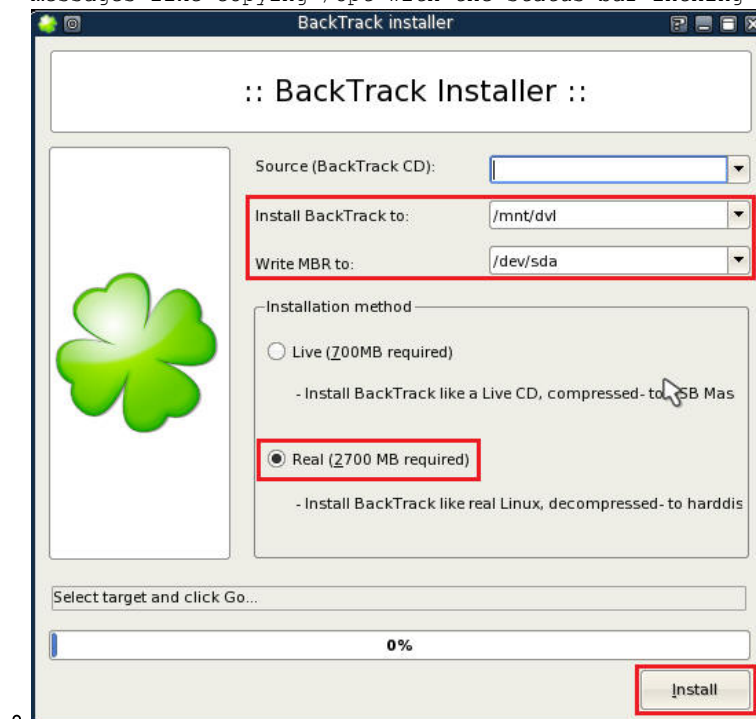 BackTrack installer
:: BackTrack Installer ::
Source (BackTrack CD):
Install BackTrack to: /mnt/dvl
Write MBR to: /dev/sda
Installation method
Live (700MB required)
- Install BackTrack like a Live CD, compressed- to SB Mas
Real (2700 MB required)
- Install BackTrack like real Linux, decompressed- to harddis
Select target and click Go...
0%
Install